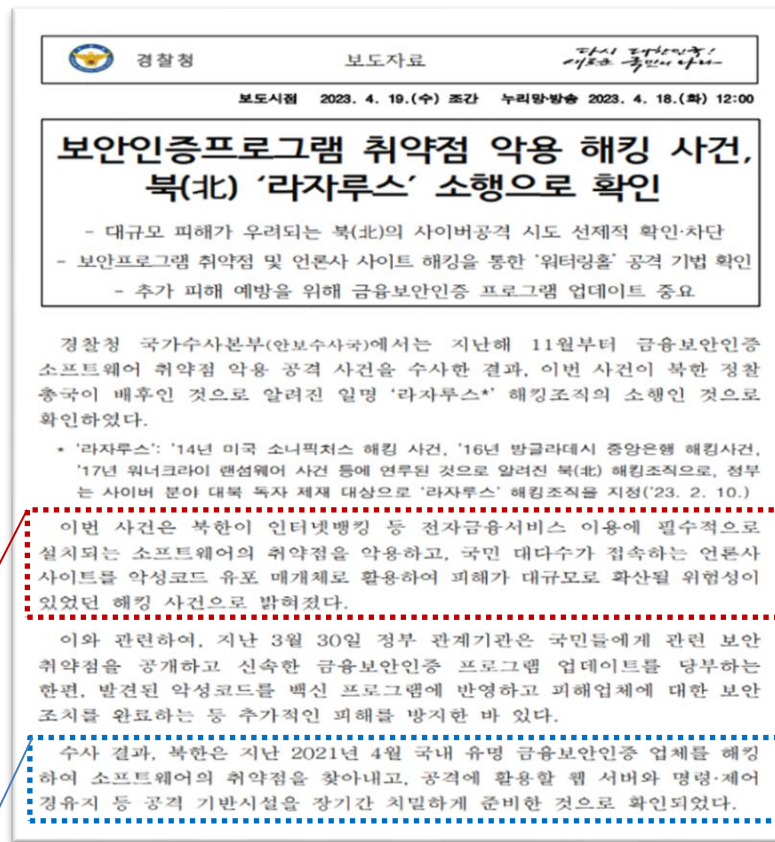 경찰청 보도자료 다시 대한민국! 새로운 국민의 나라
보도시점 2023. 4. 19.(수) 조간 누리망·방송 2023. 4. 18.(화) 12:00
보안인증프로그램 취약점 악용 해킹 사건,
북(北) ‘라자루스’ 소행으로 확인
- 대규모 피해가 우려되는 북(北)의 사이버공격 시도 선제적 확인·차단
- 보안프로그램 취약점 및 언론사 사이트 해킹을 통한 ‘워터링홀’ 공격 기법 확인
- 추가 피해 예방을 위해 금융보안인증 프로그램 업데이트 중요
경찰청 국가수사본부(안보수사국)에서는 지난해 11월부터 금융보안인증
소프트웨어 취약점 악용 공격 사건을 수사한 결과, 이번 사건이 북한 정찰
총국이 배후인 것으로 알려진 일명 ‘라자루스*’ 해킹조직의 소행인 것으로
확인하였다.
* ‘라자루스’: ’14년 미국 소니픽처스 해킹 사건, ’16년 방글라데시 중앙은행 해킹사건,
’17년 워너크라이 랜섬웨어 사건 등에 연루된 것으로 알려진 북(北) 해킹조직으로, 정부
는 사이버 분야 대북 독자 제재 대상으로 ‘라자루스’ 해킹조직을 지정(’23. 2. 10.)
이번 사건은 북한이 인터넷뱅킹 등 전자금융서비스 이용에 필수적으로
설치되는 소프트웨어의 취약점을 악용하고, 국민 대다수가 접속하는 언론사
사이트를 악성코드 유포 매개체로 활용하여 피해가 대규모로 확산될 위험성이
있었던 해킹 사건으로 밝혀졌다.
이와 관련하여, 지난 3월 30일 정부 관계기관은 국민들에게 관련 보안
취약점을 공개하고 신속한 금융보안인증 프로그램 업데이트를 당부하는
한편, 발견된 악성코드를 백신 프로그램에 반영하고 피해업체에 대한 보안
조치를 완료하는 등 추가적인 피해를 방지한 바 있다.
수사 결과, 북한은 지난 2021년 4월 국내 유명 금융보안인증 업체를 해킹
하여 소프트웨어의 취약점을 찾아내고, 공격에 활용할 웹 서버와 명령·제어
경유지 등 공격 기반시설을 장기간 치밀하게 준비한 것으로 확인되었다.